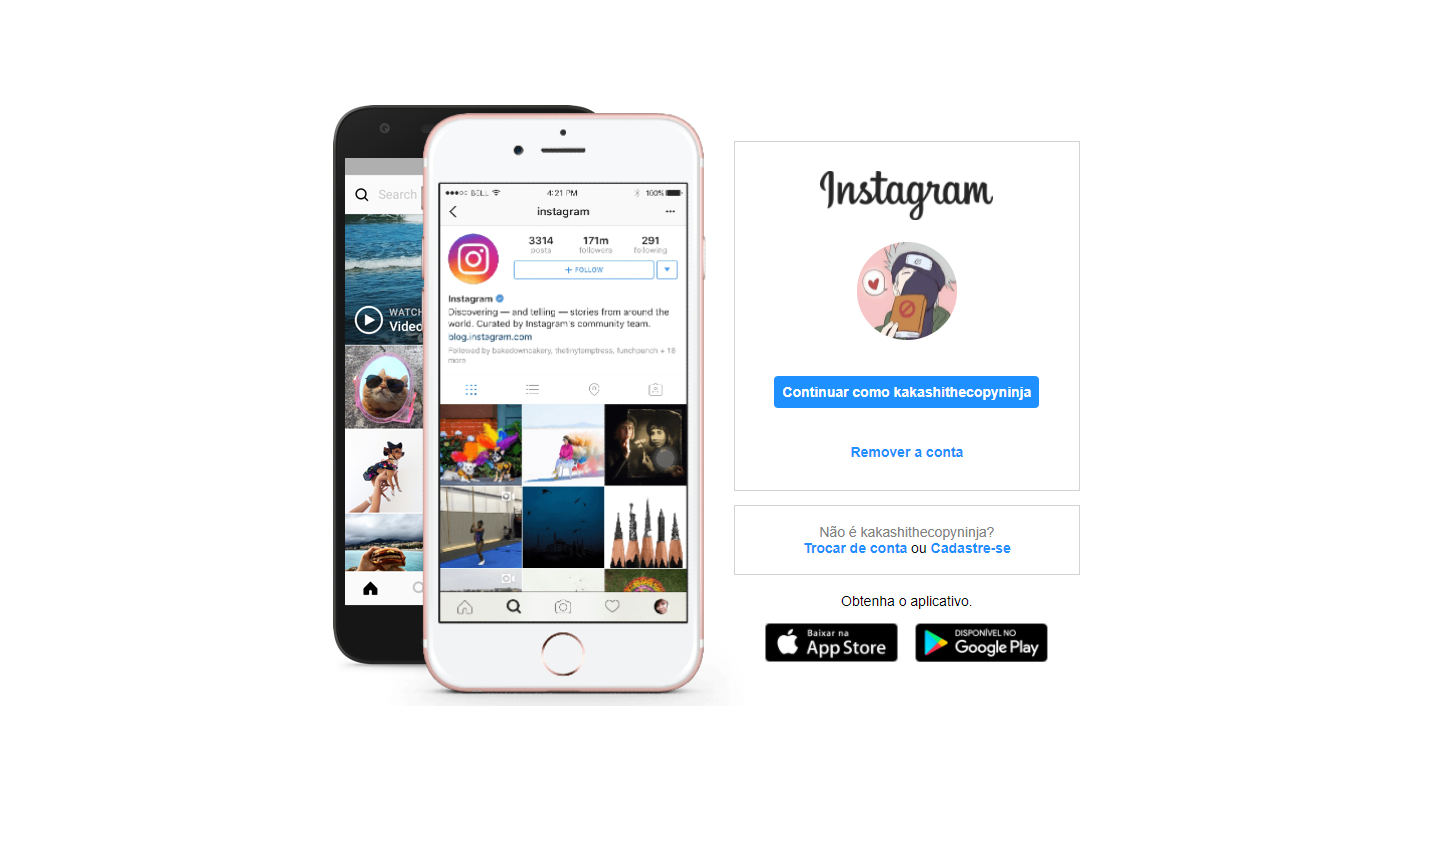 Search
WATCH
Video
BELL
4:21 PM
100%
instagram
3314
171m
291
posts
followers
following
+ FOLLOW
Instagram
Discovering — and telling — stories from around the
world. Curated by Instagram's community team.
blog.instagram.com
Followed by bakedowncakery, thetinytemptress, funchpunch + 18
more
Instagram
Continuar como kakashithecopyninja
Remover a conta
Não é kakashithecopyninja?
Trocar de conta ou Cadastre-se
Obtenha o aplicativo.
Baixar na
App Store
DISPONÍVEL NO
Google Play